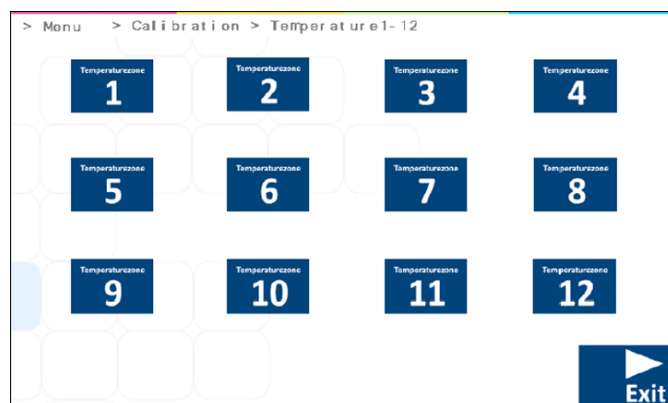 > Menu > Calibration > Temperature1-12
Temperaturezone
1
Temperaturezone
2
Temperaturezone
3
Temperaturezone
4
Temperaturezone
5
Temperaturezone
6
Temperaturezone
7
Temperaturezone
8
Temperaturezone
9
Temperaturezone
10
Temperaturezone
11
Temperaturezone
12
Exit